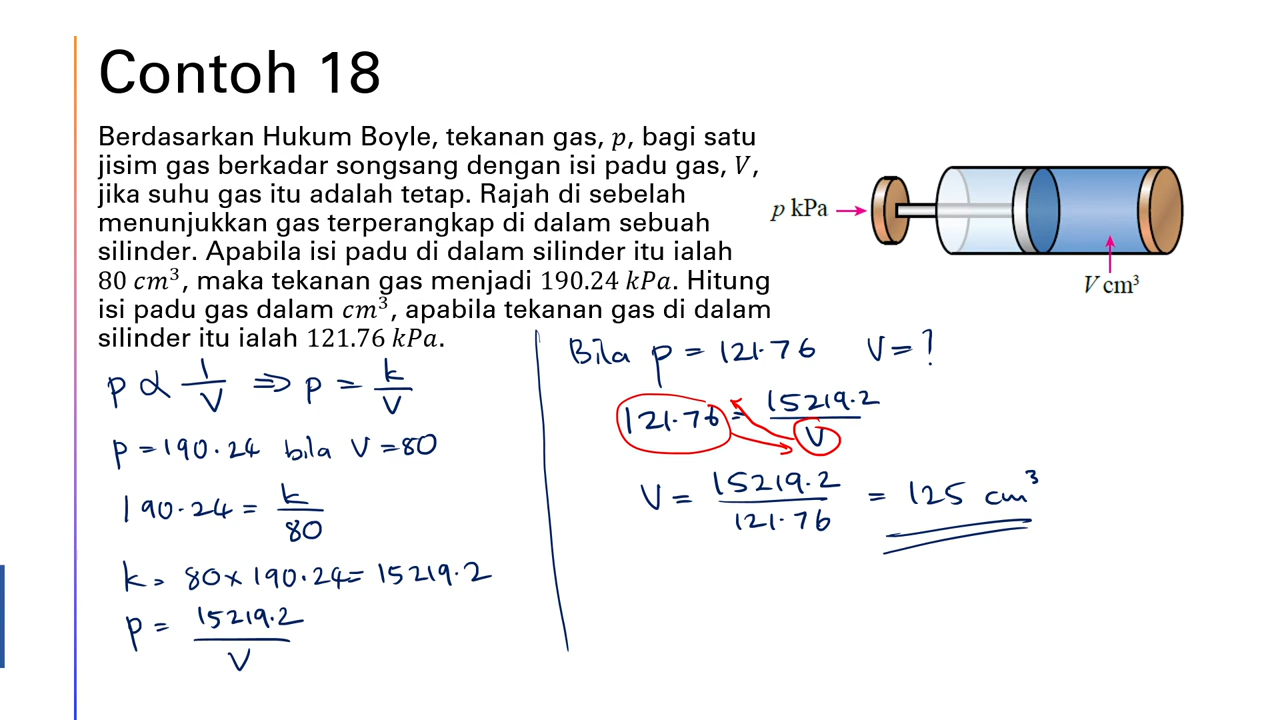 Contoh 18
Berdasarkan Hukum Boyle, tekanan gas, p, bagi satu
jisim gas berkadar songsang dengan isi padu gas, V,
jika suhu gas itu adalah tetap. Rajah di sebelah
menunjukkan gas terperangkap di dalam sebuah
silinder. Apabila isi padu di dalam silinder itu ialah
80 cm³, maka tekanan gas menjadi 190.24 kPa. Hitung
isi padu gas dalam cm³, apabila tekanan gas di dalam
silinder itu ialah 121.76 kPa.
p kPa
V cm³
p ∝ 1/V ⇒ p = k/V
p = 190.24 bila V = 80
190.24 = k/80
k = 80 × 190.24 = 15219.2
p = 15219.2/V
Bila p = 121.76 V = ?
121.76 = 15219.2/V
V = 15219.2/121.76 = 125 cm³